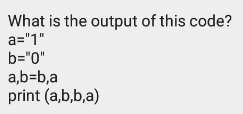 What is the output of this code?
a="1"
b="0"
a,b=b,a
print (a,b,b,a)